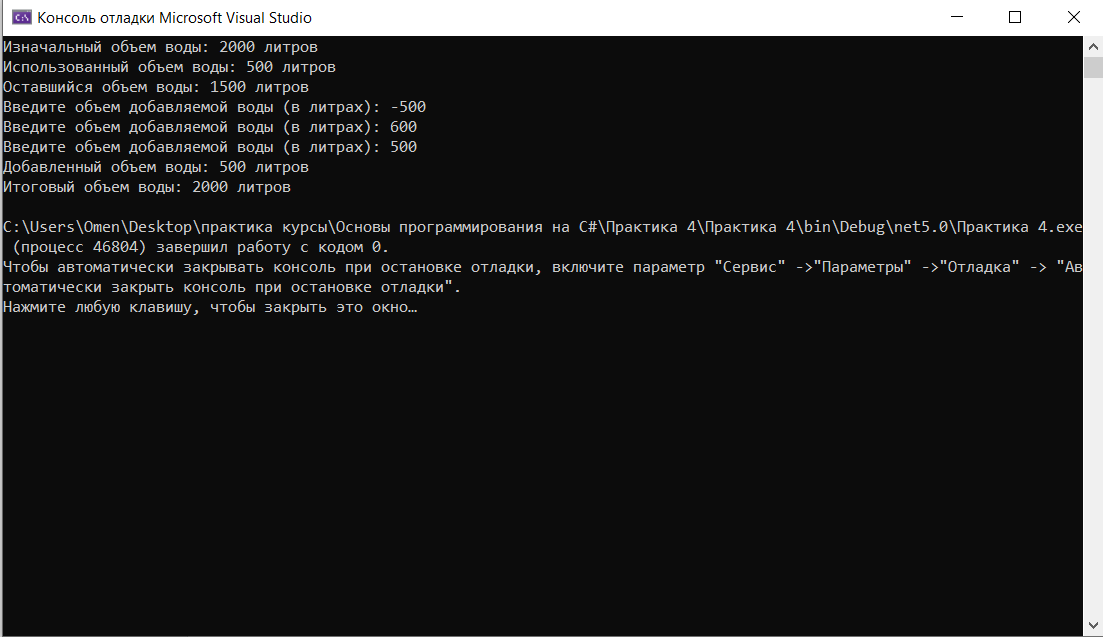 Консоль отладки Microsoft Visual Studio
Изначальный объем воды: 2000 литров
Использованный объем воды: 500 литров
Оставшийся объем воды: 1500 литров
Введите объем добавляемой воды (в литрах): -500
Введите объем добавляемой воды (в литрах): 600
Введите объем добавляемой воды (в литрах): 500
Добавленный объем воды: 500 литров
Итоговый объем воды: 2000 литров
C:\Users\Omen\Desktop\практика курсы\Основы программирования на C#\Практика 4\Практика 4\bin\Debug\net5.0\Практика 4.exe
(процесс 46804) завершил работу с кодом 0.
Чтобы автоматически закрывать консоль при остановке отладки, включите параметр "Сервис" ->"Параметры" ->"Отладка" -> "Ав
томатически закрыть консоль при остановке отладки".
Нажмите любую клавишу, чтобы закрыть это окно…